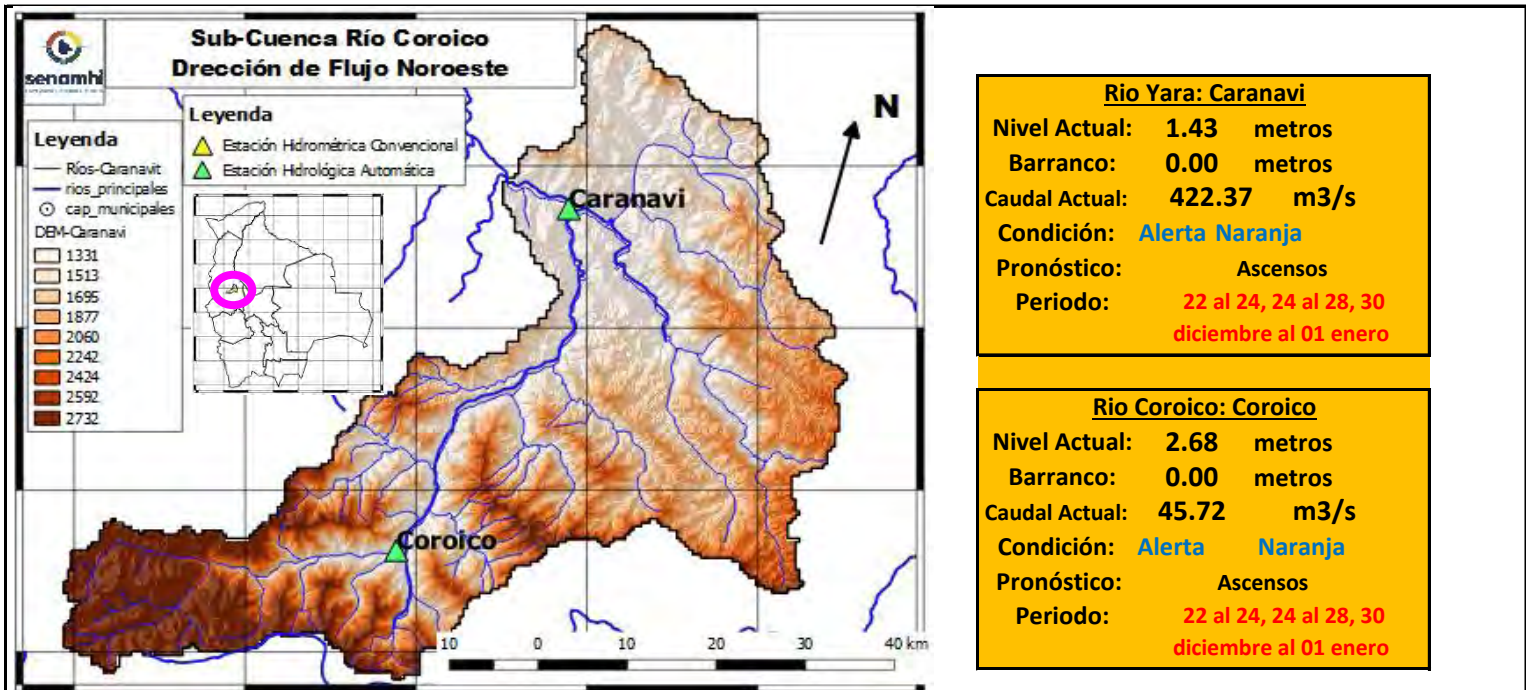 senamhi
Sub-Cuenca Río Coroico
Drección de Flujo Noroeste
Leyenda
Ríos-Caranavit
rios_principales
cap_municipales
DEM-Caranavi
1331
1513
1695
1877
2060
2242
2424
2592
2732
Leyenda
Estación Hidrométrica Convencional
Estación Hidrológica Automática
N
Caranavi
Coroico
10 0 10 20 30 40 km
Rio Yara: Caranavi
Nivel Actual: 1.43 metros
Barranco: 0.00 metros
Caudal Actual: 422.37 m3/s
Condición: Alerta Naranja
Pronóstico: Ascensos
Periodo: 22 al 24, 24 al 28, 30
diciembre al 01 enero
Rio Coroico: Coroico
Nivel Actual: 2.68 metros
Barranco: 0.00 metros
Caudal Actual: 45.72 m3/s
Condición: Alerta Naranja
Pronóstico: Ascensos
Periodo: 22 al 24, 24 al 28, 30
diciembre al 01 enero